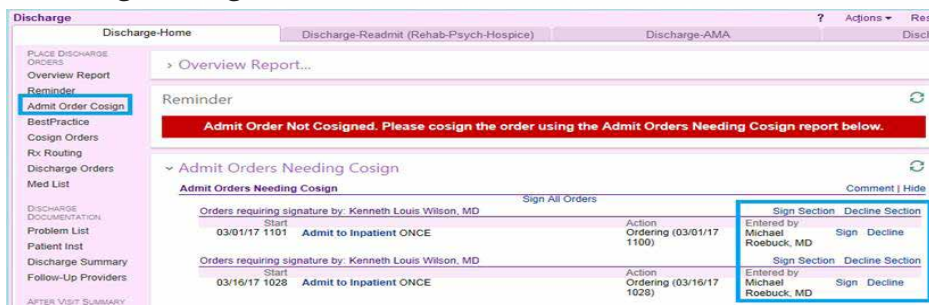 Discharge ? Actions ▾ Res
Discharge-Home Discharge-Readmit (Rehab-Psych-Hospice) Discharge-AMA Discl
PLACE DISCHARGE
ORDERS
Overview Report
Reminder
Admit Order Cosign
BestPractice
Cosign Orders
Rx Routing
Discharge Orders
Med List
DISCHARGE
DOCUMENTATION
Problem List
Patient Inst
Discharge Summary
Follow-Up Providers
AFTER VISIT SUMMARY
Overview Report...
Reminder
Admit Order Not Cosigned. Please cosign the order using the Admit Orders Needing Cosign report below.
Admit Orders Needing Cosign
Admit Orders Needing Cosign Comment | Hide
Sign All Orders
Orders requiring signature by: Kenneth Louis Wilson, MD Sign Section Decline Section
Start Action Entered by
03/01/17 1101 Admit to Inpatient ONCE Ordering (03/01/17 Michael Sign Decline
1100) Roebuck, MD
Orders requiring signature by: Kenneth Louis Wilson, MD Sign Section Decline Section
Start Action Entered by
03/16/17 1028 Admit to Inpatient ONCE Ordering (03/16/17 Michael Sign Decline
1028) Roebuck, MD